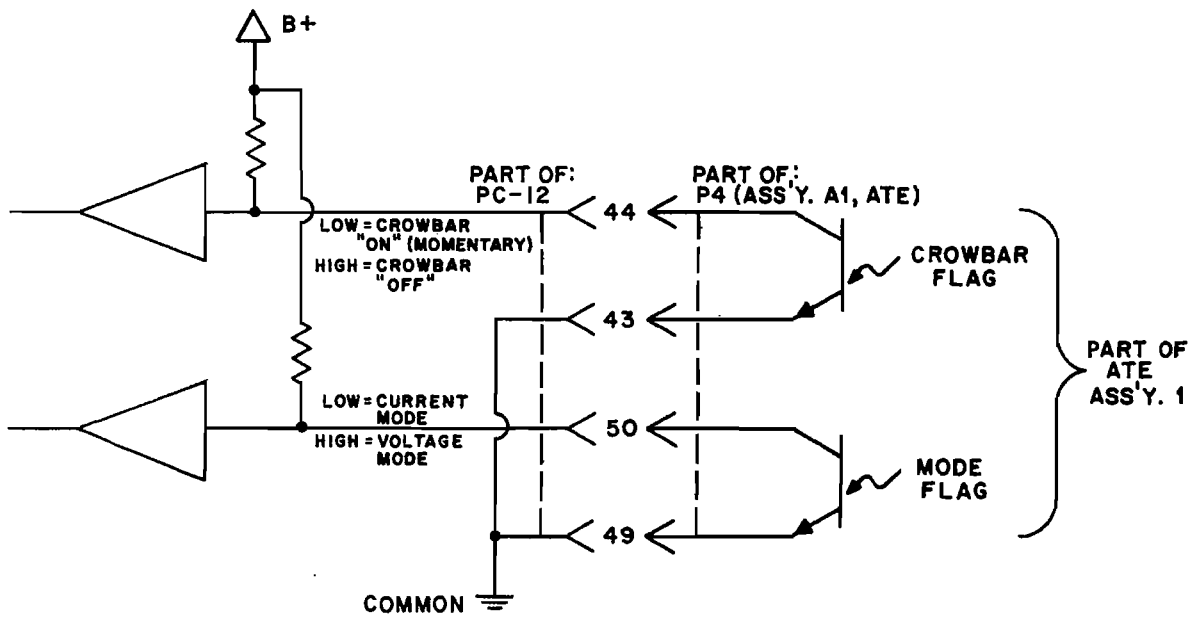 B+
PART OF:
PC-12
PART OF:
P4 (ASS'Y. A1, ATE)
44
LOW = CROWBAR
"ON" (MOMENTARY)
HIGH = CROWBAR
"OFF"
CROWBAR
FLAG
43
PART OF
ATE
ASS'Y. 1
LOW = CURRENT
MODE
50
HIGH = VOLTAGE
MODE
MODE
FLAG
49
COMMON